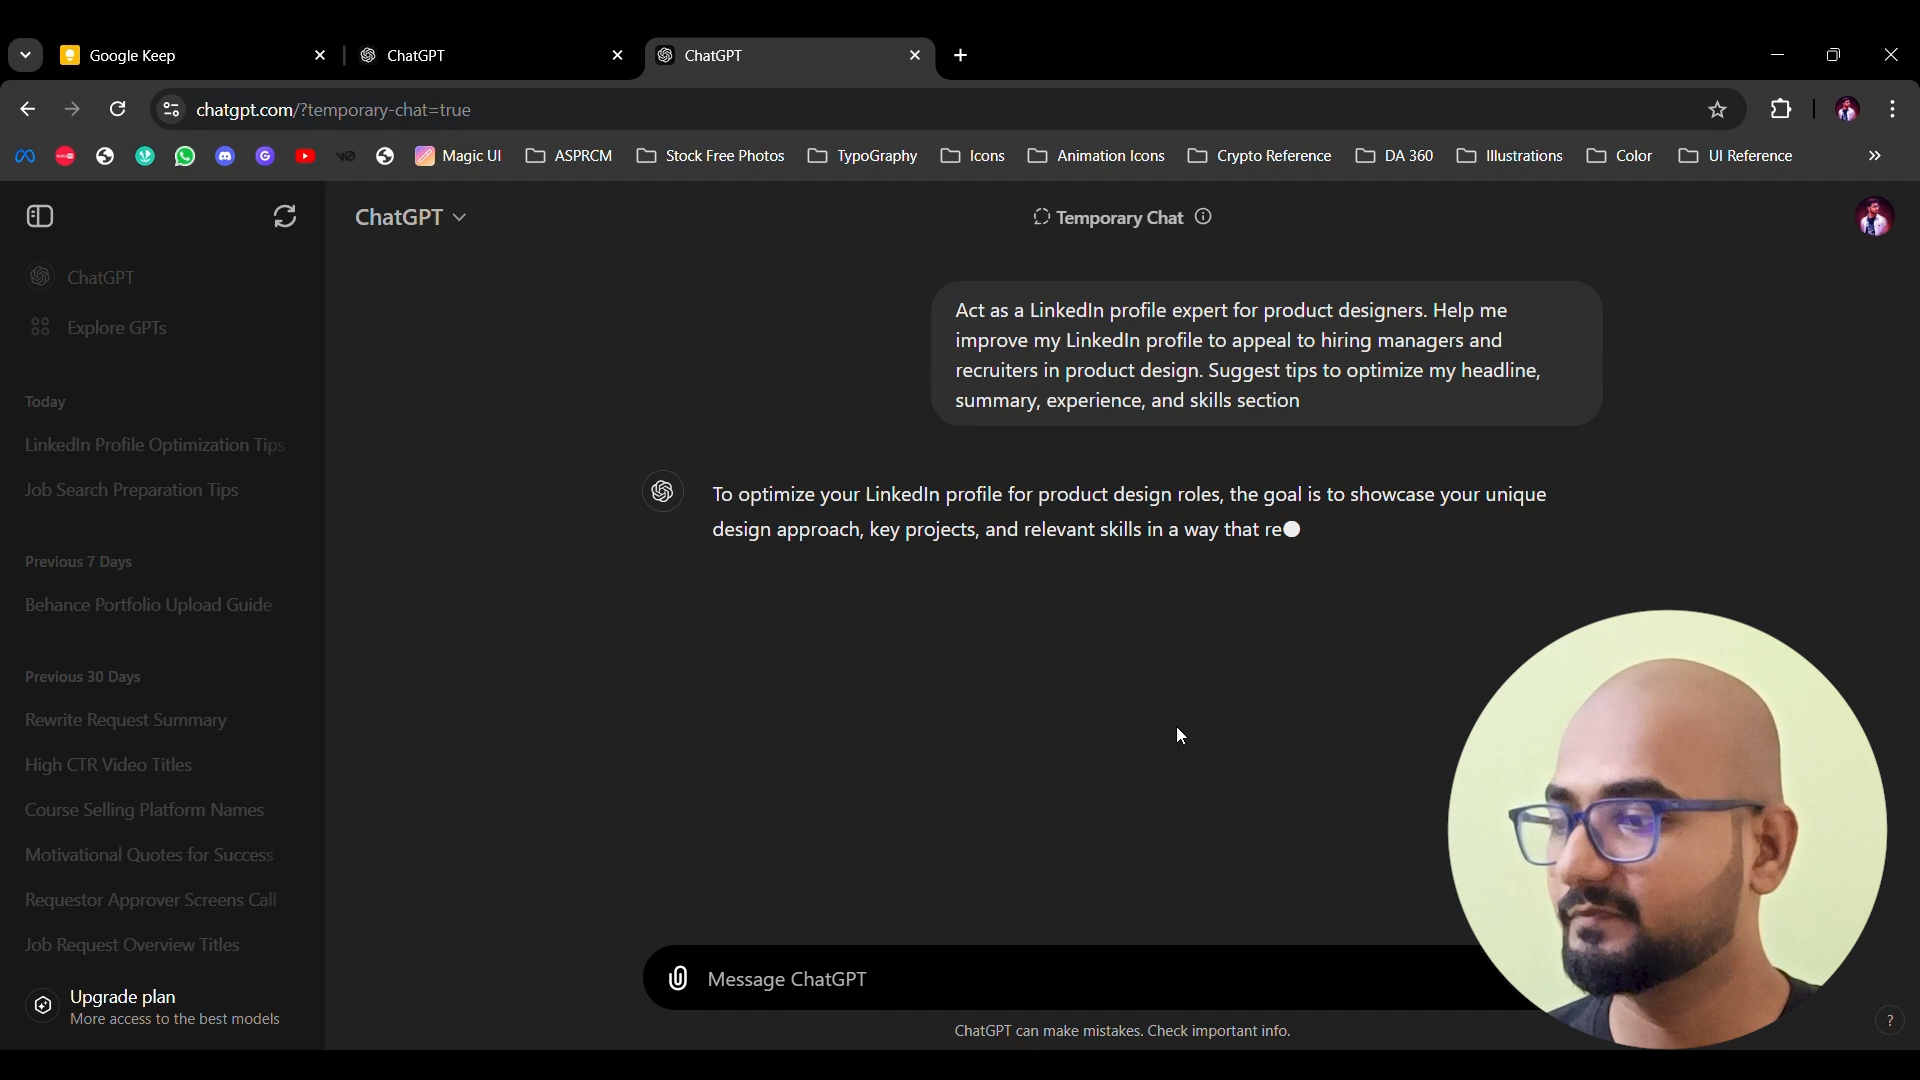 Google Keep
ChatGPT
ChatGPT
chatgpt.com/?temporary-chat=true
Magic UI
ASPRCM
Stock Free Photos
TypoGraphy
Icons
Animation Icons
Crypto Reference
DA 360
Illustrations
Color
UI Reference
ChatGPT
Temporary Chat
ChatGPT
Explore GPTs
Today
LinkedIn Profile Optimization Tips
Job Search Preparation Tips
Previous 7 Days
Behance Portfolio Upload Guide
Previous 30 Days
Rewrite Request Summary
High CTR Video Titles
Course Selling Platform Names
Motivational Quotes for Success
Requestor Approver Screens Call
Job Request Overview Titles
Upgrade plan
More access to the best models
Act as a LinkedIn profile expert for product designers. Help me
improve my LinkedIn profile to appeal to hiring managers and
recruiters in product design. Suggest tips to optimize my headline,
summary, experience, and skills section
To optimize your LinkedIn profile for product design roles, the goal is to showcase your unique
design approach, key projects, and relevant skills in a way that re
Message ChatGPT
ChatGPT can make mistakes. Check important info.
?